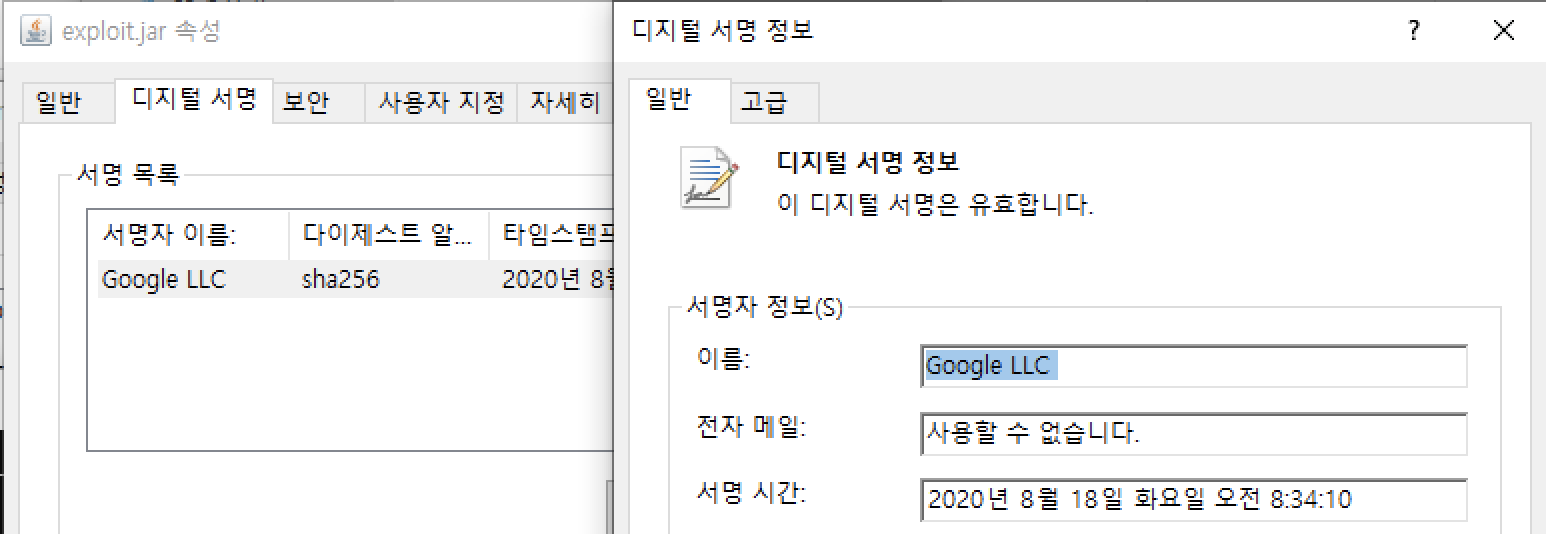 exploit.jar 속성
일반 디지털 서명 보안 사용자 지정 자세히
서명 목록
서명자 이름: 다이제스트 알... 타임스탬프
Google LLC sha256 2020년 8월
디지털 서명 정보 ?
일반 고급
디지털 서명 정보
이 디지털 서명은 유효합니다.
서명자 정보(S)
이름: Google LLC
전자 메일: 사용할 수 없습니다.
서명 시간: 2020년 8월 18일 화요일 오전 8:34:10